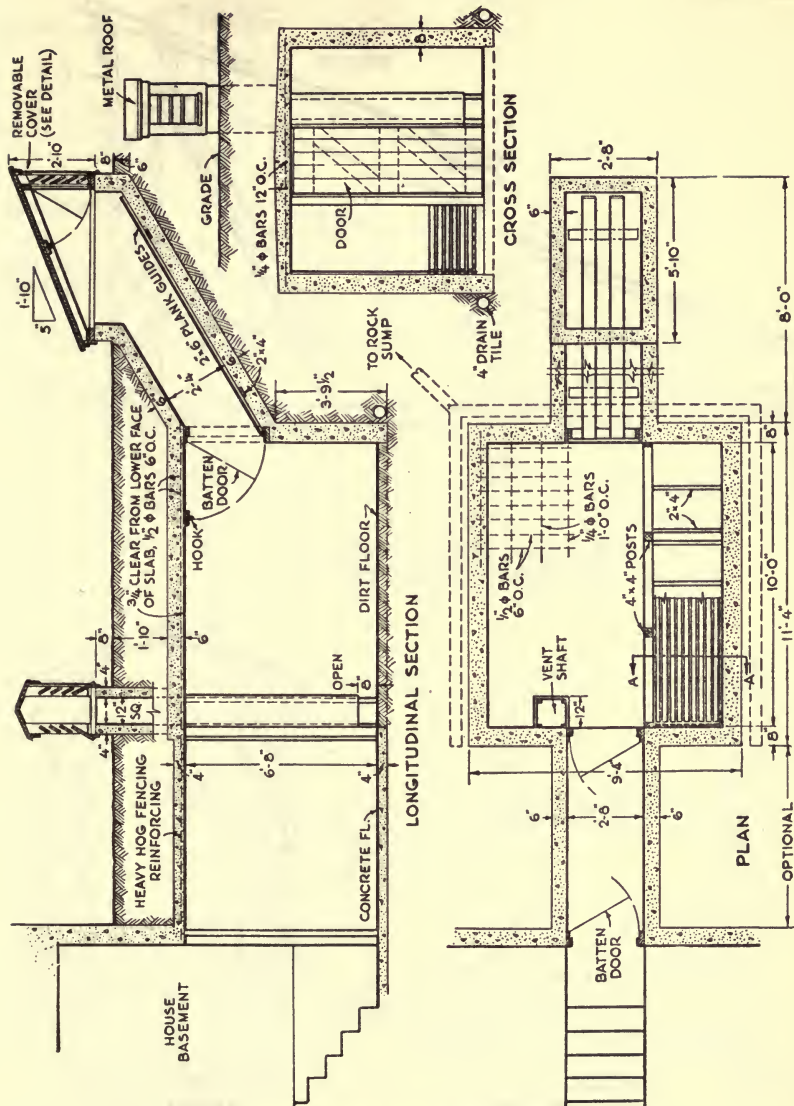 REMOVABLE
COVER
(SEE DETAIL)
2'-10"
8"
6"
1'-10"
5"
2"x6" PLANK GUIDES
2"x4"
6"
6"
3/4" CLEAR FROM LOWER FACE
OF SLAB, 1/2" ɸ BARS 6" O.C.
HOOK
BATTEN
DOOR
3'-9 1/2"
8"
1'-10"
6"
4"
12"
SQ.
4"
HEAVY HOG FENCING
REINFORCING
OPEN
8"
4"
6'-8"
4"
DIRT FLOOR
CONCRETE FL.
HOUSE
BASEMENT
LONGITUDINAL SECTION
METAL ROOF
GRADE
1/4" ɸ BARS 12" O.C.
DOOR
8"
4" DRAIN
TILE
CROSS SECTION
TO ROCK
SUMP
2'-8"
6"
5'-10"
8'-0"
1/2" ɸ BARS
6" O.C.
1/4" ɸ BARS
1'-0" O.C.
8"
2"x4"
4"x4" POSTS
10'-0"
11'-4"
VENT
SHAFT
12"
A
A
8"
9'-4"
6"
2'-8"
6"
BATTEN
DOOR
OPTIONAL
PLAN